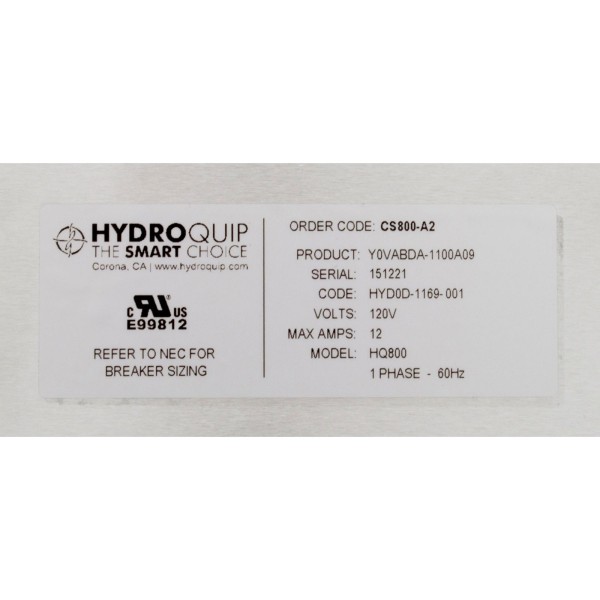 HYDROQUIP
THE SMART CHOICE
Corona, CA | www.hydroquip.com
C RU US
E99812
REFER TO NEC FOR
BREAKER SIZING
ORDER CODE: CS800-A2
PRODUCT: Y0VABDA-1100A09
SERIAL: 151221
CODE: HYD0D-1169-001
VOLTS: 120V
MAX AMPS: 12
MODEL: HQ800
1 PHASE - 60Hz